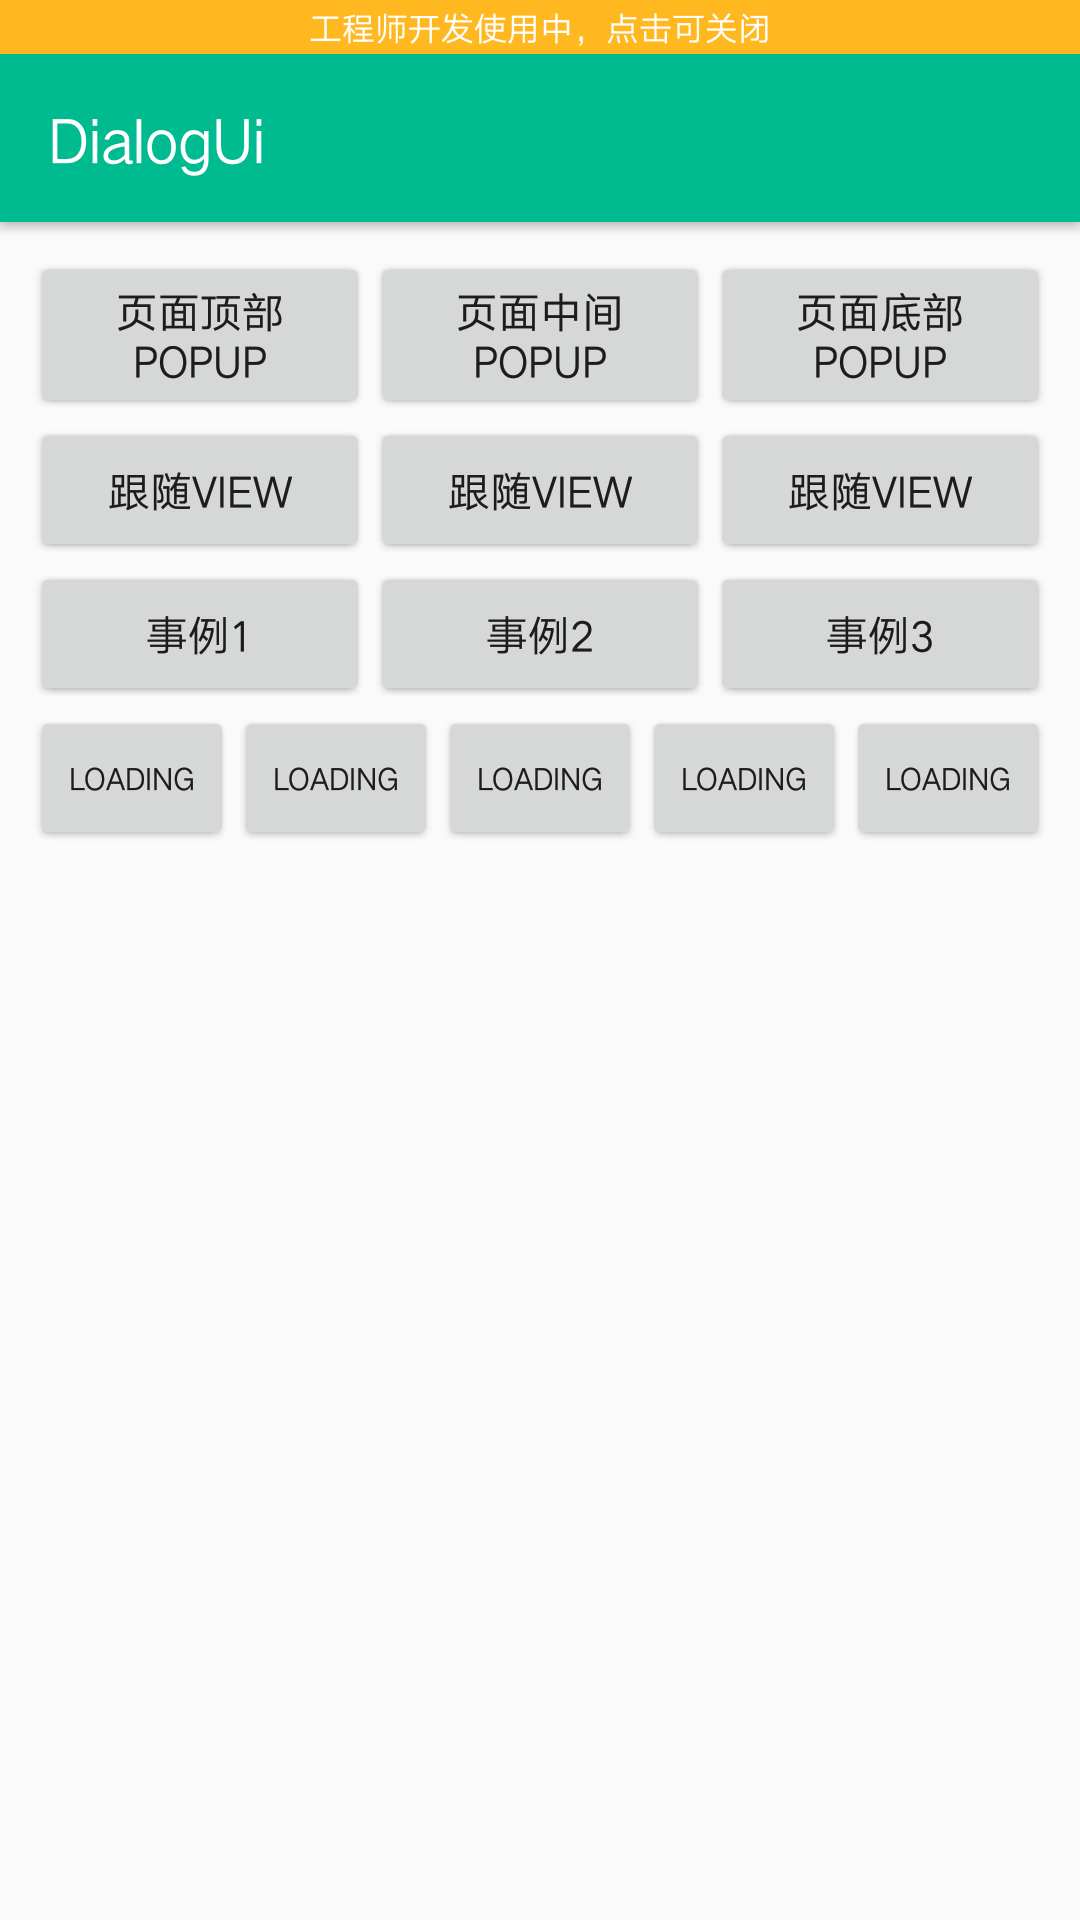 工程师开发使用中，点击可关闭
DialogUi
页面顶部
POPUP
页面中间
POPUP
页面底部
POPUP
跟随VIEW
跟随VIEW
跟随VIEW
事例1
事例2
事例3
LOADING
LOADING
LOADING
LOADING
LOADING